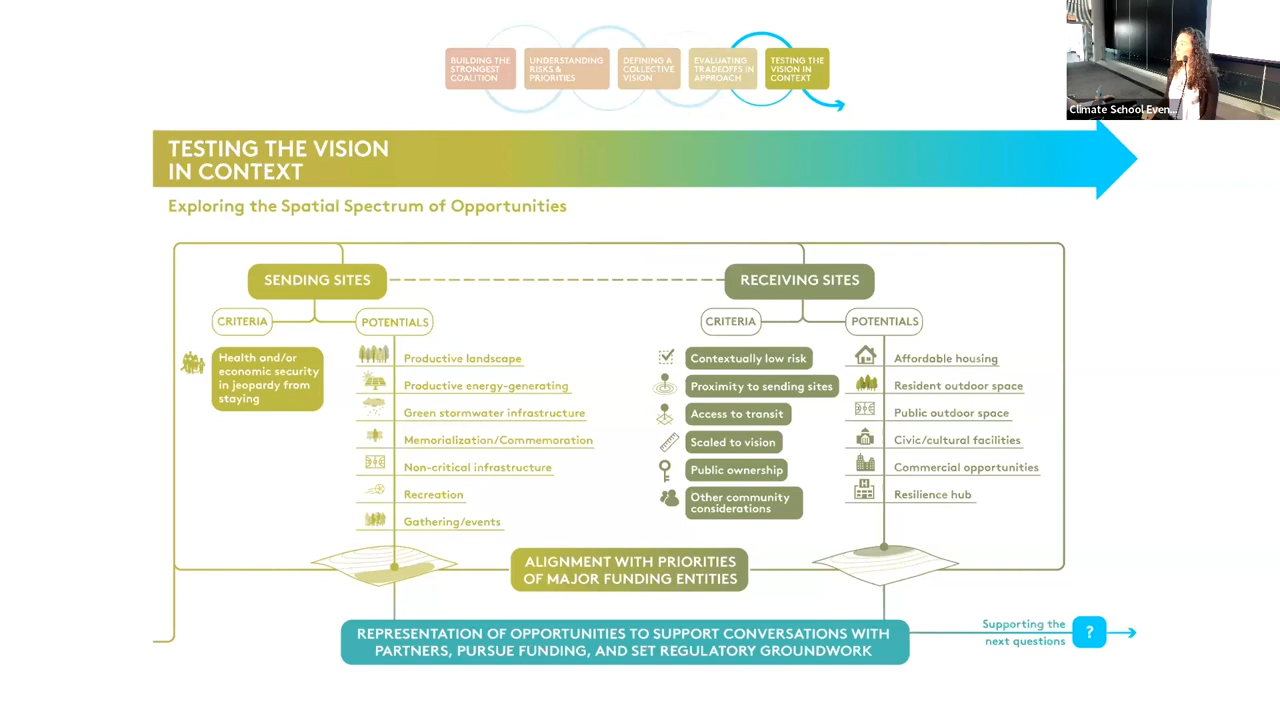 BUILDING THE
STRONGEST
COALITION
UNDERSTANDING
RISKS &
PRIORITIES
DEFINING A
COLLECTIVE
VISION
EVALUATING
TRADEOFFS IN
APPROACH
TESTING THE
VISION IN
CONTEXT
Climate School Even...
TESTING THE VISION
IN CONTEXT
Exploring the Spatial Spectrum of Opportunities
SENDING SITES
CRITERIA
Health and/or
economic security
in jeopardy from
staying
POTENTIALS
Productive landscape
Productive energy-generating
Green stormwater infrastructure
Memorialization/Commemoration
Non-critical infrastructure
Recreation
Gathering/events
RECEIVING SITES
CRITERIA
Contextually low risk
Proximity to sending sites
Access to transit
Scaled to vision
Public ownership
Other community
considerations
POTENTIALS
Affordable housing
Resident outdoor space
Public outdoor space
Civic/cultural facilities
Commercial opportunities
H
Resilience hub
ALIGNMENT WITH PRIORITIES
OF MAJOR FUNDING ENTITIES
REPRESENTATION OF OPPORTUNITIES TO SUPPORT CONVERSATIONS WITH
PARTNERS, PURSUE FUNDING, AND SET REGULATORY GROUNDWORK
Supporting the
next questions
?